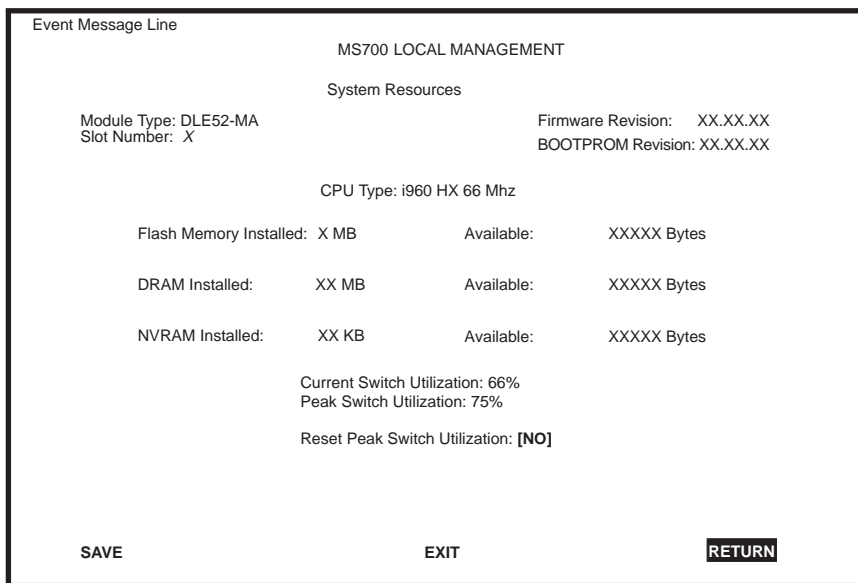 Event Message Line
MS700 LOCAL MANAGEMENT
System Resources
Module Type: DLE52-MA Firmware Revision: XX.XX.XX
Slot Number: X BOOTPROM Revision: XX.XX.XX
CPU Type: i960 HX 66 Mhz
Flash Memory Installed: X MB Available: XXXXX Bytes
DRAM Installed: XX MB Available: XXXXX Bytes
NVRAM Installed: XX KB Available: XXXXX Bytes
Current Switch Utilization: 66%
Peak Switch Utilization: 75%
Reset Peak Switch Utilization: [NO]
SAVE EXIT RETURN